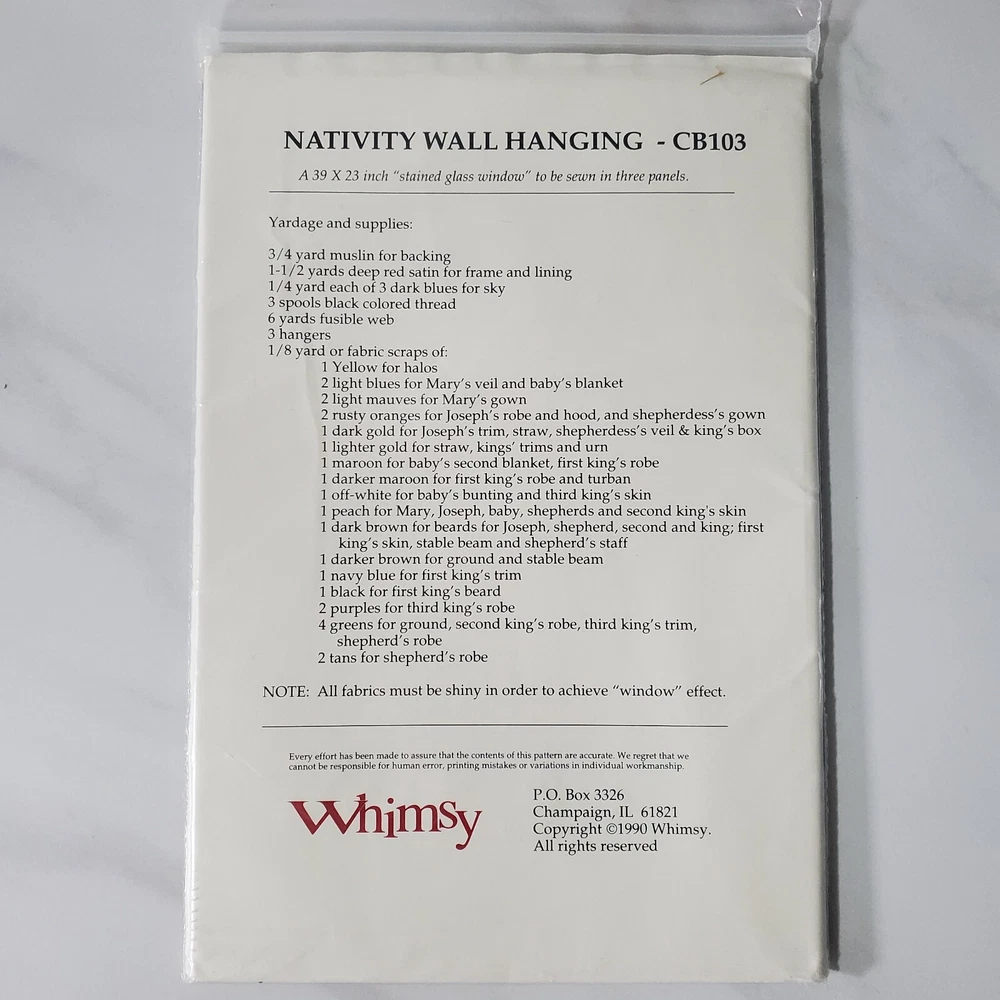 NATIVITY WALL HANGING - CB103
A 39 X 23 inch “stained glass window” to be sewn in three panels.
Yardage and supplies:
3/4 yard muslin for backing
1-1/2 yards deep red satin for frame and lining
1/4 yard each of 3 dark blues for sky
3 spools black colored thread
6 yards fusible web
3 hangers
1/8 yard or fabric scraps of:
1 Yellow for halos
2 light blues for Mary’s veil and baby’s blanket
2 light mauves for Mary’s gown
2 rusty oranges for Joseph’s robe and hood, and shepherdess’s gown
1 dark gold for Joseph’s trim, straw, shepherdess’s veil & king’s box
1 lighter gold for straw, kings’ trims and urn
1 maroon for baby’s second blanket, first king’s robe
1 darker maroon for first king’s robe and turban
1 off-white for baby’s bunting and third king’s skin
1 peach for Mary, Joseph, baby, shepherds and second king's skin
1 dark brown for beards for Joseph, shepherd, second and king; first
king’s skin, stable beam and shepherd’s staff
1 darker brown for ground and stable beam
1 navy blue for first king’s trim
1 black for first king’s beard
2 purples for third king’s robe
4 greens for ground, second king’s robe, third king’s trim,
shepherd’s robe
2 tans for shepherd’s robe
NOTE: All fabrics must be shiny in order to achieve “window” effect.
Every effort has been made to assure that the contents of this pattern are accurate. We regret that we
cannot be responsible for human error, printing mistakes or variations in individual workmanship.
Whimsy
P.O. Box 3326
Champaign, IL 61821
Copyright ©1990 Whimsy.
All rights reserved